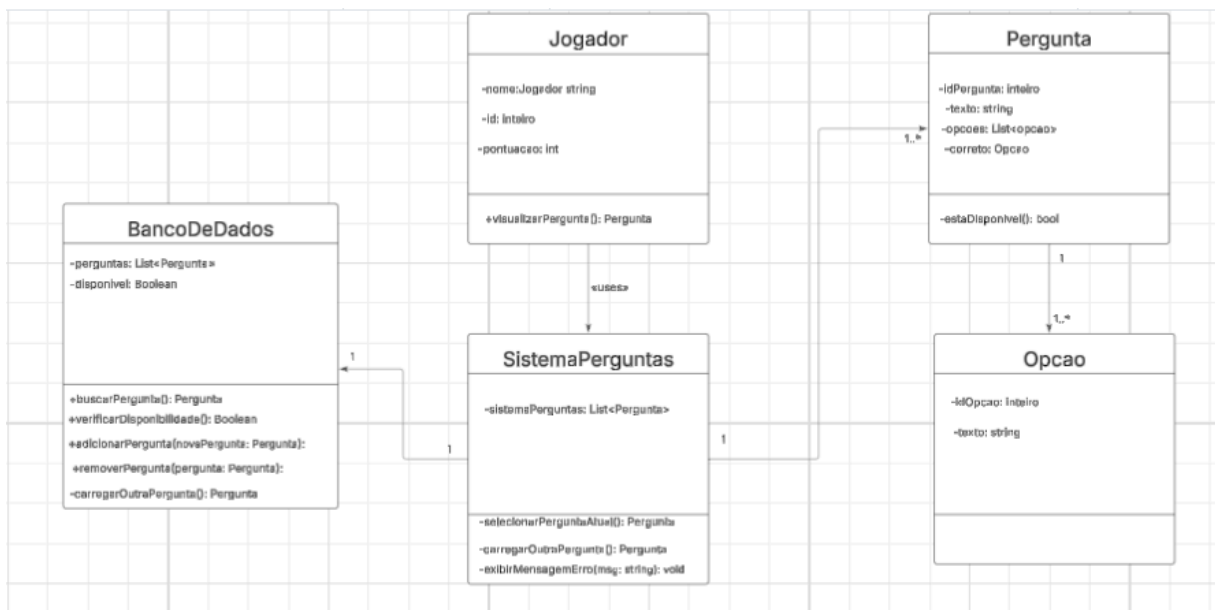 Jogador
-nome:Jogador string
-id: inteiro
-pontuacao: int
+visualizarPergunta(): Pergunta
Pergunta
-idPergunta: inteiro
-texto: string
-opcoes: List<opcao>
-correto: Opcao
-estaDisponivel(): bool
BancoDeDados
-perguntas: List<Pergunta>
-disponivel: Boolean
+buscarPergunta(): Pergunta
+verificarDisponibilidade(): Boolean
+adicionarPergunta(novaPergunta: Pergunta):
+removerPergunta(pergunta: Pergunta):
-carregarOutraPergunta(): Pergunta
«uses»
SistemaPerguntas
-sistemaPerguntas: List<Pergunta>
-selecionarPerguntaAtual(): Pergunta
-carregarOutraPergunta(): Pergunta
-exibirMensagemErro(msg: string): void
Opcao
-idOpcao: inteiro
-texto: string
1
1
1
1..*
1
1..*